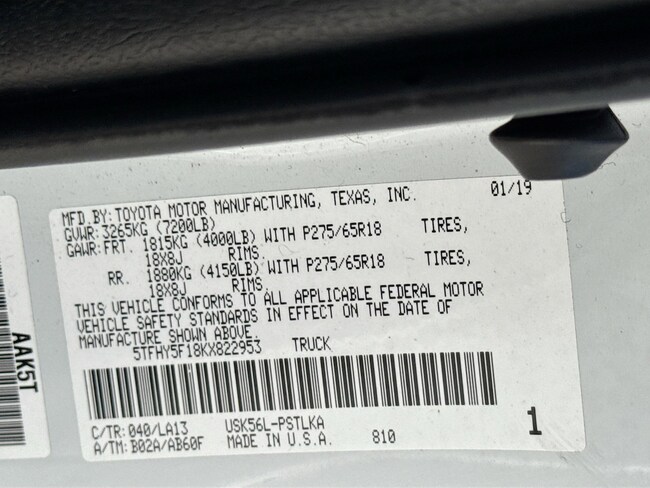 MFD.BY: TOYOTA MOTOR MANUFACTURING, TEXAS, INC. 01/19
GVWR: 3265KG (7200LB)
GAWR: FRT. 1815KG (4000LB) WITH P275/65R18 TIRES,
18X8J RIMS.
RR. 1880KG (4150LB) WITH P275/65R18 TIRES,
18X8J RIMS.
THIS VEHICLE CONFORMS TO ALL APPLICABLE FEDERAL MOTOR
VEHICLE SAFETY STANDARDS IN EFFECT ON THE DATE OF
MANUFACTURE SHOWN ABOVE.
5TFHY5F18KX822953 TRUCK
C/TR: 040/LA13 USK56L-PSTLKA
A/TM: B02A/AB60F MADE IN U.S.A. 810
1
AAK5T